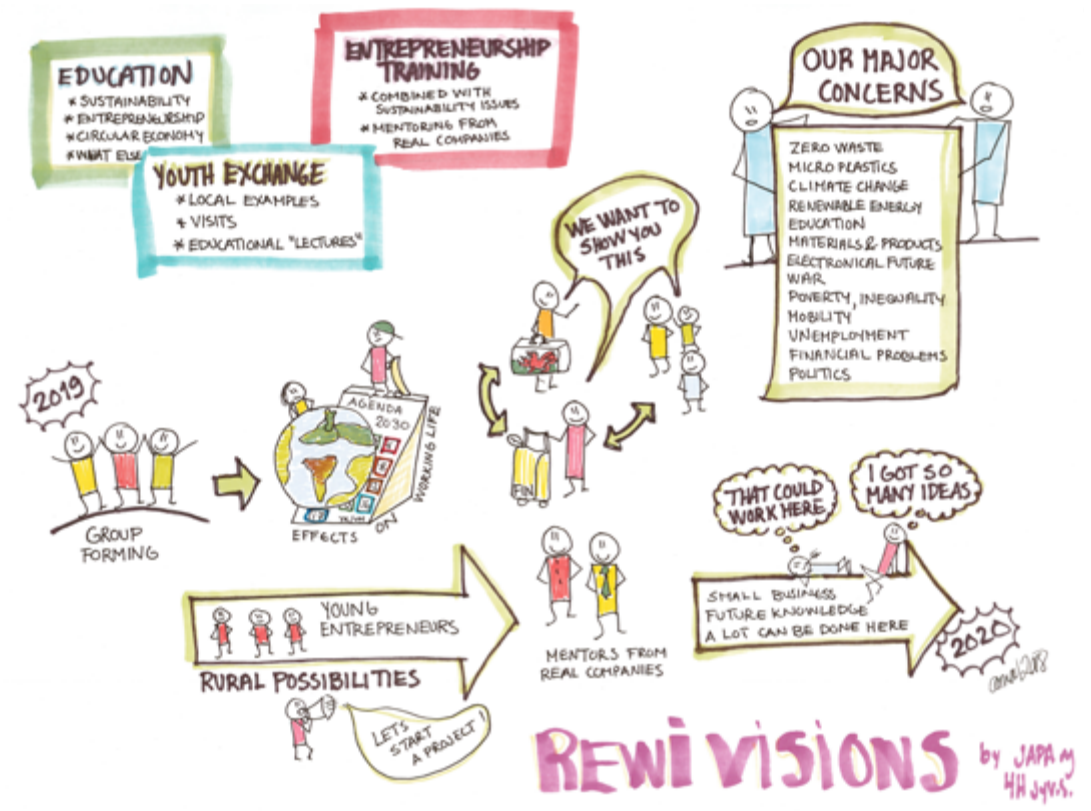 EDUCATION
* SUSTAINABILITY
* ENTREPRENEURSHIP
* CIRCULAR ECONOMY
* WHAT ELSE
ENTREPRENEURSHIP
TRAINING
* COMBINED WITH
SUSTAINABILITY ISSUES
* MENTORING FROM
REAL COMPANIES
YOUTH EXCHANGE
* LOCAL EXAMPLES
* VISITS
* EDUCATIONAL "LECTURES"
OUR MAJOR
CONCERNS
ZERO WASTE
MICRO PLASTICS
CLIMATE CHANGE
RENEWABLE ENERGY
EDUCATION
MATERIALS & PRODUCTS
ELECTRONICAL FUTURE
WAR
POVERTY, INEQUALITY
MOBILITY
UNEMPLOYMENT
FINANCIAL PROBLEMS
POLITICS
WE WANT TO
SHOW YOU
THIS
2019
GROUP
FORMING
AGENDA
2030
EFFECTS ON WORKING LIFE
FIN
YOUNG
ENTREPRENEURS
RURAL POSSIBILITIES
LET'S
START
A PROJECT!
MENTORS FROM
REAL COMPANIES
THAT COULD
WORK HERE
I GOT SO
MANY IDEAS
SMALL BUSINESS
FUTURE KNOWLEDGE
A LOT CAN BE DONE HERE
2020
REWI VISIONS
by JAPA ry
4H Jyv.s.